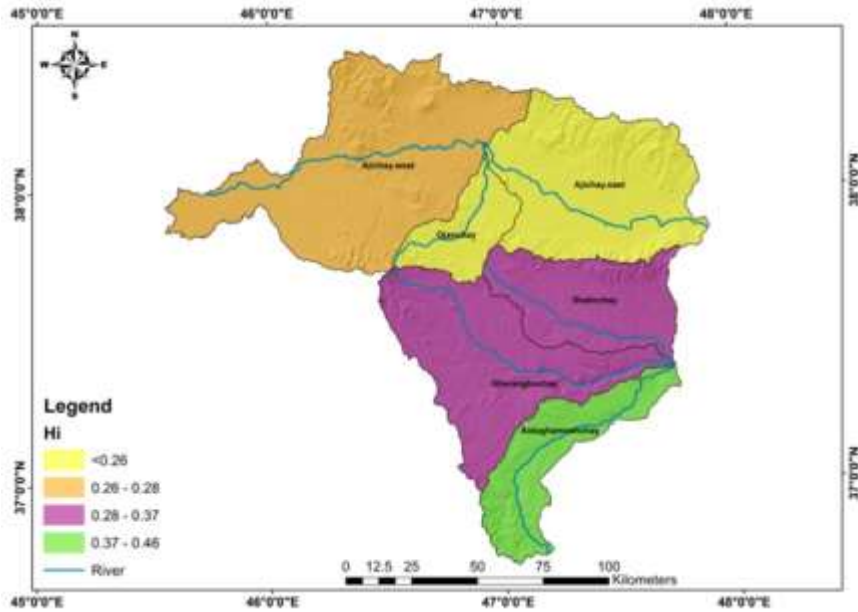 45°0'0"E 46°0'0"E 47°0'0"E 48°0'0"E
N
W E
S
38°0'0"N 38°0'0"N
Ajichay west
Ajichay east
Legend
Hi
<0.26
0.26 - 0.28
0.28 - 0.37
0.37 - 0.46
River
37°0'0"N 37°0'0"N
0 12.5 25 50 75 100
Kilometers
45°0'0"E 46°0'0"E 47°0'0"E 48°0'0"E